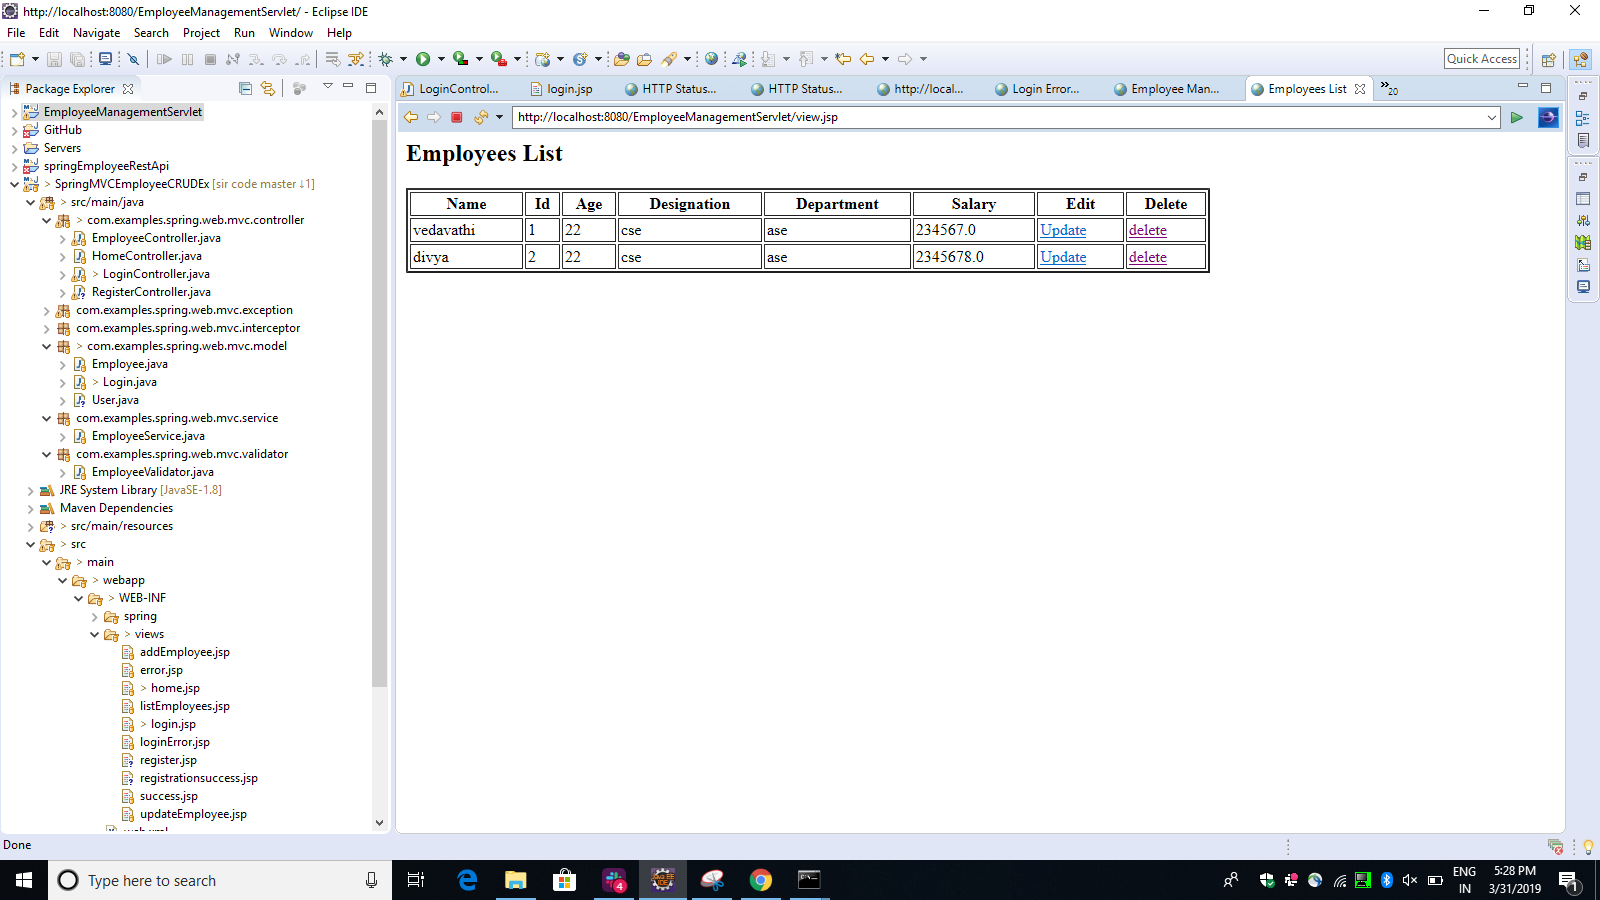 http://localhost:8080/EmployeeManagementServlet/ - Eclipse IDE
File Edit Navigate Search Project Run Window Help
Quick Access
Package Explorer
LoginControl... login.jsp HTTP Status... HTTP Status... http://local... Login Error... Employee Man... Employees List »20
http://localhost:8080/EmployeeManagementServlet/view.jsp
EmployeeManagementServlet
GitHub
Servers
springEmployeeRestApi
> SpringMVCEmployeeCRUDEx [sir code master ↓1]
> src/main/java
> com.examples.spring.web.mvc.controller
EmployeeController.java
HomeController.java
> LoginController.java
RegisterController.java
com.examples.spring.web.mvc.exception
com.examples.spring.web.mvc.interceptor
> com.examples.spring.web.mvc.model
Employee.java
> Login.java
User.java
com.examples.spring.web.mvc.service
EmployeeService.java
com.examples.spring.web.mvc.validator
EmployeeValidator.java
JRE System Library [JavaSE-1.8]
Maven Dependencies
> src/main/resources
> src
> main
> webapp
> WEB-INF
spring
> views
addEmployee.jsp
error.jsp
> home.jsp
listEmployees.jsp
> login.jsp
loginError.jsp
register.jsp
registrationsuccess.jsp
success.jsp
updateEmployee.jsp
Employees List
Name Id Age Designation Department Salary Edit Delete
vedavathi 1 22 cse ase 234567.0 Update delete
divya 2 22 cse ase 2345678.0 Update delete
Done
Type here to search
4
ENG
IN
5:28 PM
3/31/2019
1